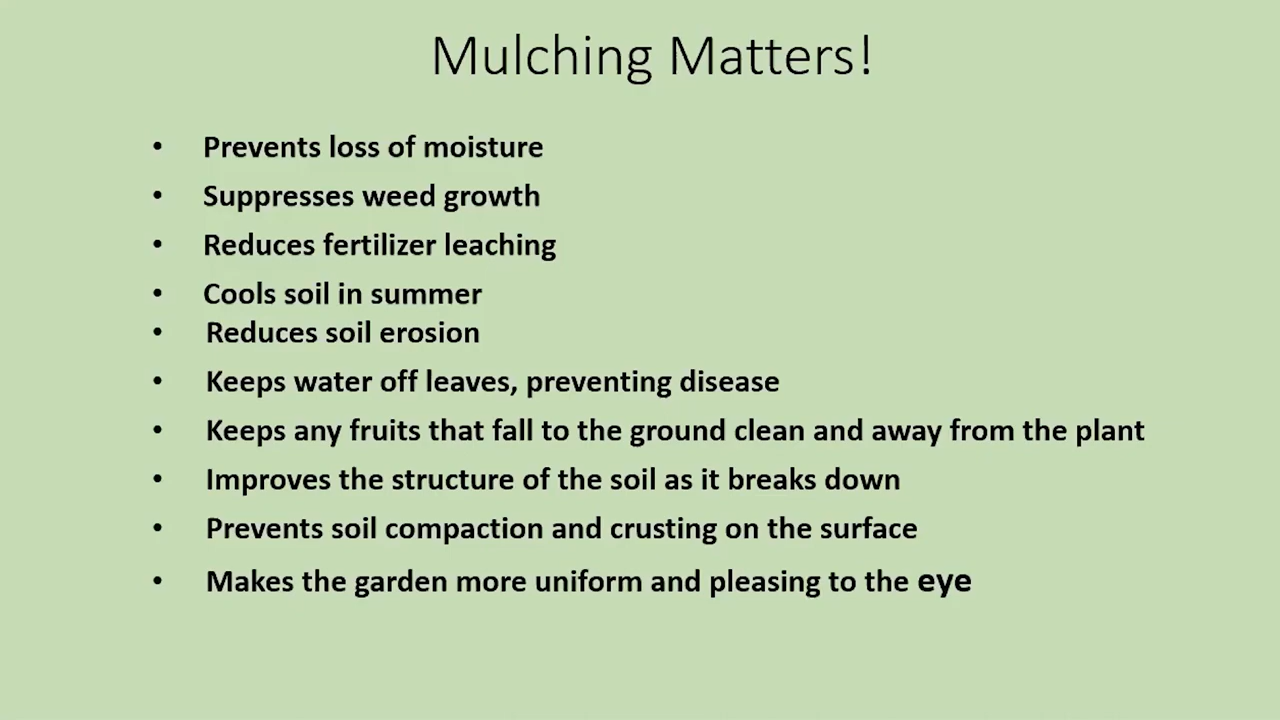 Mulching Matters!
• Prevents loss of moisture
• Suppresses weed growth
• Reduces fertilizer leaching
• Cools soil in summer
• Reduces soil erosion
• Keeps water off leaves, preventing disease
• Keeps any fruits that fall to the ground clean and away from the plant
• Improves the structure of the soil as it breaks down
• Prevents soil compaction and crusting on the surface
• Makes the garden more uniform and pleasing to the eye